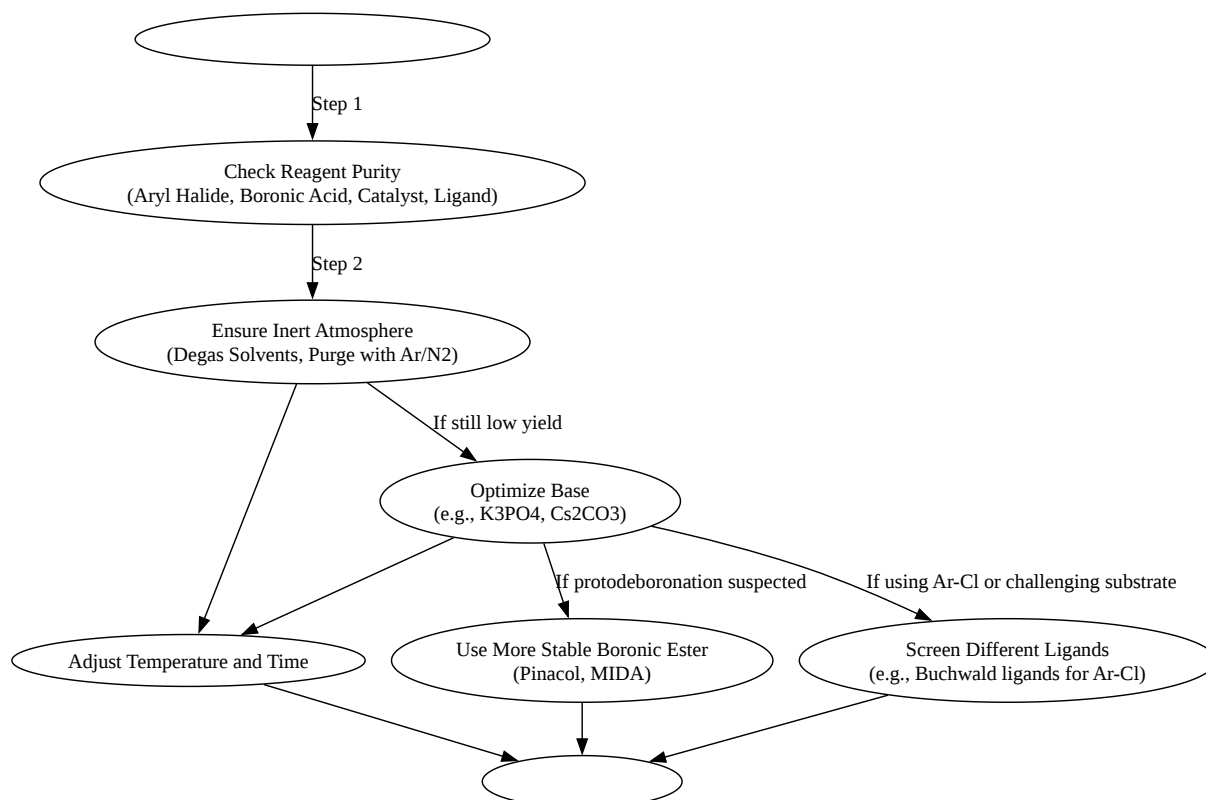 Step 1
Check Reagent Purity
(Aryl Halide, Boronic Acid, Catalyst, Ligand)
Step 2
Ensure Inert Atmosphere
(Degas Solvents, Purge with Ar/N2)
If still low yield
Optimize Base
(e.g., K3PO4, Cs2CO3)
If protodeboronation suspected
If using Ar-Cl or challenging substrate
Adjust Temperature and Time
Use More Stable Boronic Ester
(Pinacol, MIDA)
Screen Different Ligands
(e.g., Buchwald ligands for Ar-Cl)